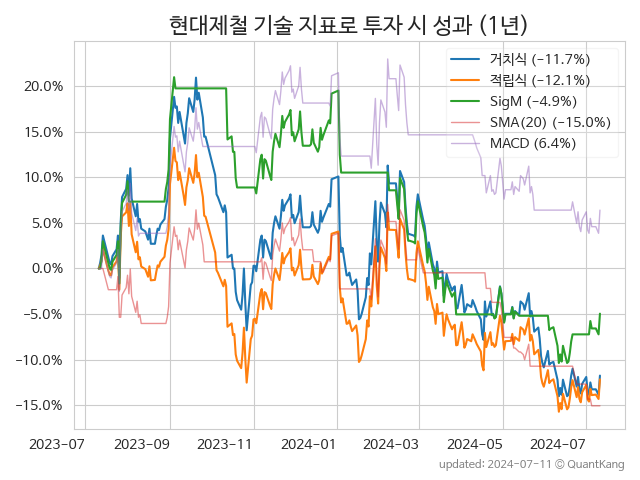 현대제철 기술 지표로 투자 시 성과 (1년)
거치식 (−11.7%)
적립식 (−12.1%)
SigM (−4.9%)
SMA(20) (−15.0%)
MACD (6.4%)
20.0%
15.0%
10.0%
5.0%
0.0%
−5.0%
−10.0%
−15.0%
2023-07 2023-09 2023-11 2024-01 2024-03 2024-05 2024-07
updated: 2024-07-11 © QuantKang